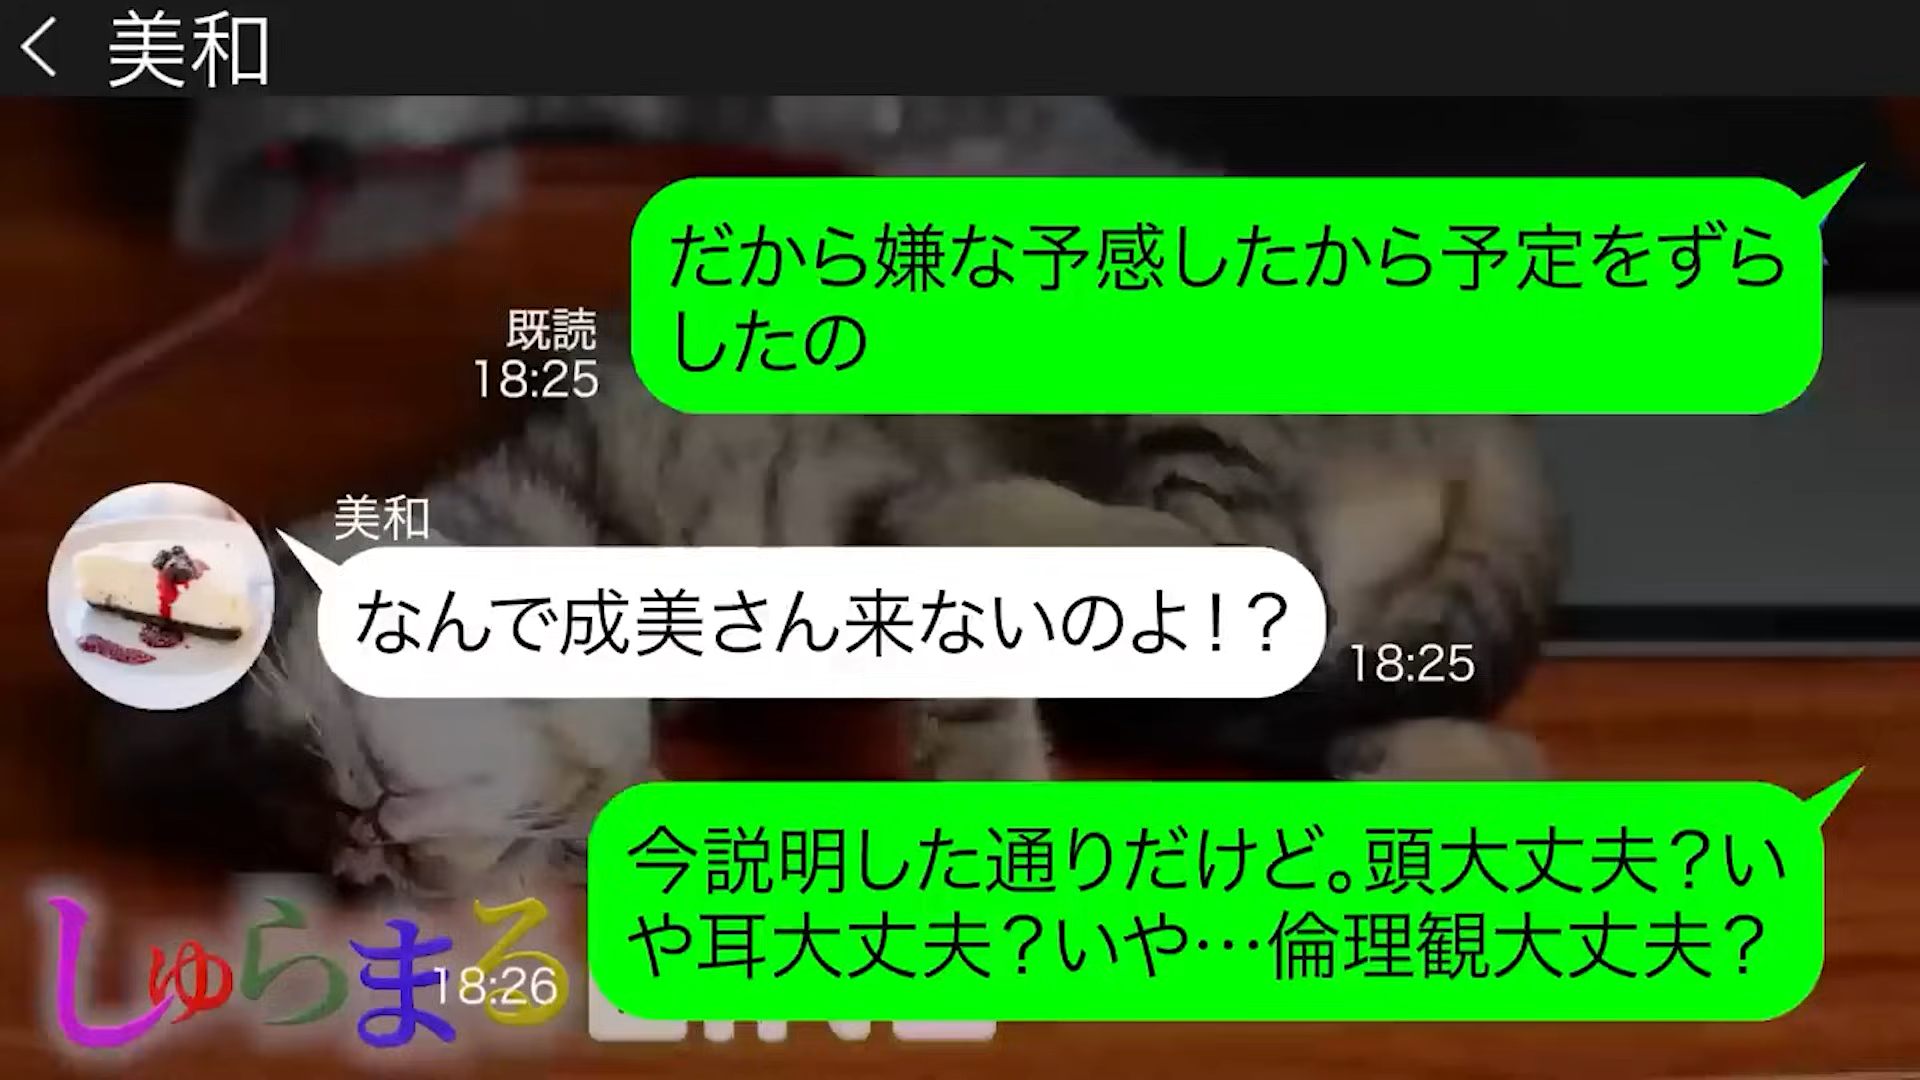 美和
だから嫌な予感したから予定をずら
したの
既読
18:25
美和
なんで成美さん来ないのよ!?
18:25
今説明した通りだけど。頭大丈夫?い
や耳大丈夫?いや…倫理観大丈夫?
18:26
しゅらまる